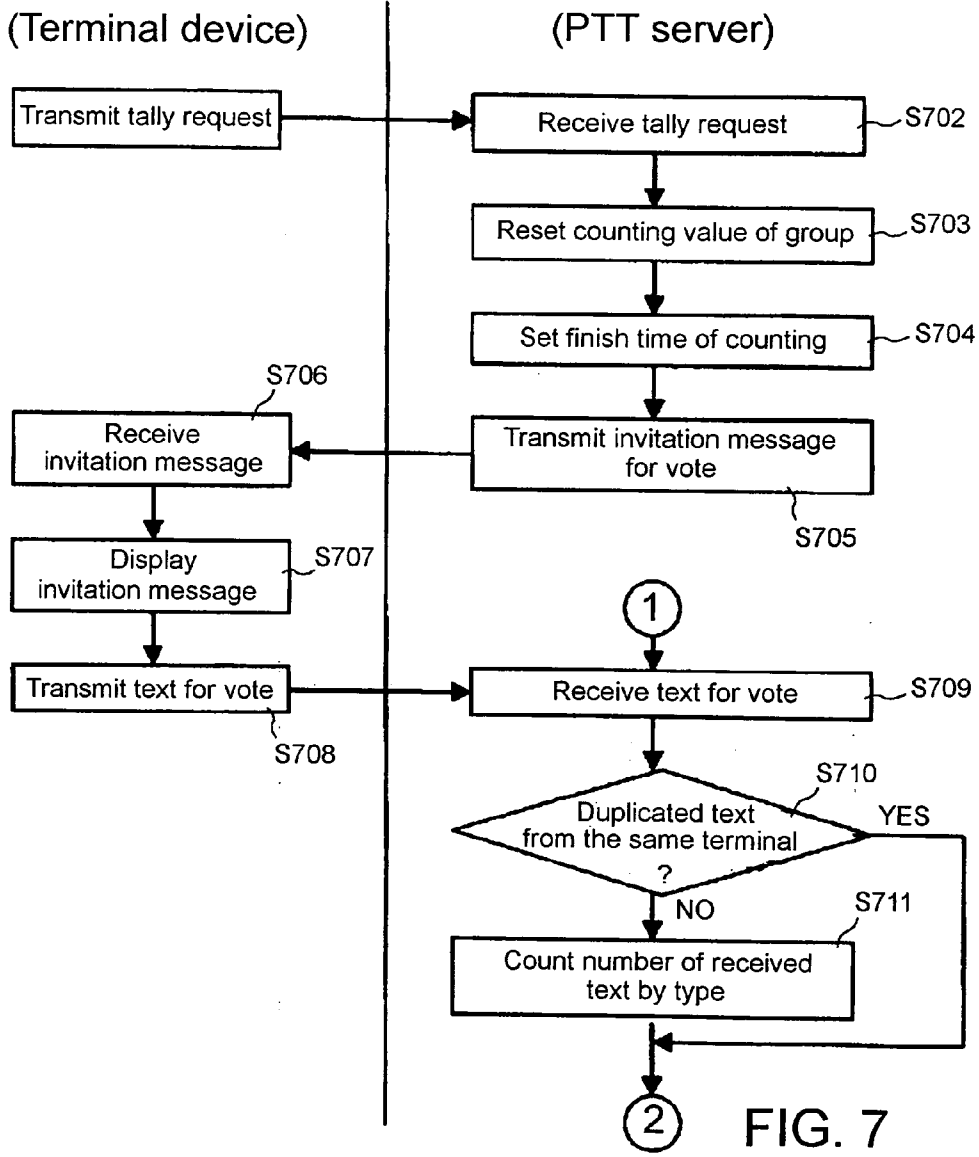 (Terminal device)
(PTT server)
Transmit tally request
Receive tally request
S702
Reset counting value of group
S703
Set finish time of counting
S704
S706
Receive
invitation message
Transmit invitation message
for vote
S705
Display
invitation message
S707
1
Transmit text for vote
S708
Receive text for vote
S709
S710
Duplicated text
from the same terminal
?
YES
NO
S711
Count number of received
text by type
2
FIG. 7